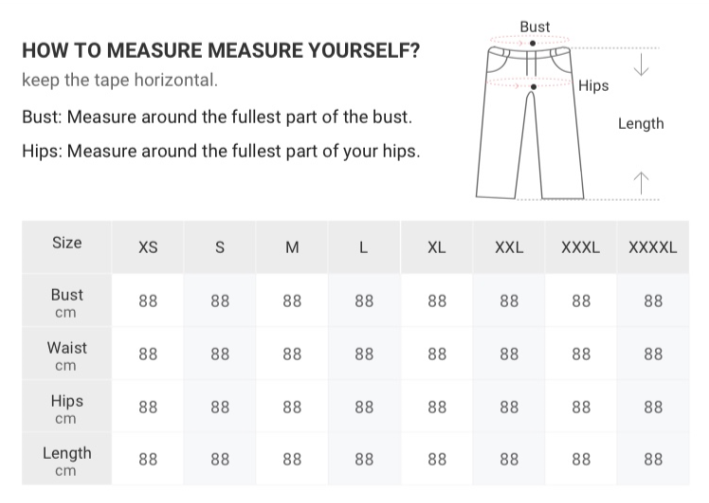 HOW TO MEASURE MEASURE YOURSELF?
keep the tape horizontal.
Bust: Measure around the fullest part of the bust.
Hips: Measure around the fullest part of your hips.
Bust
Hips
Length
Size XS S M L XL XXL XXXL XXXXL
Bust
cm
88 88 88 88 88 88 88 88
Waist
cm
88 88 88 88 88 88 88 88
Hips
cm
88 88 88 88 88 88 88 88
Length
cm
88 88 88 88 88 88 88 88